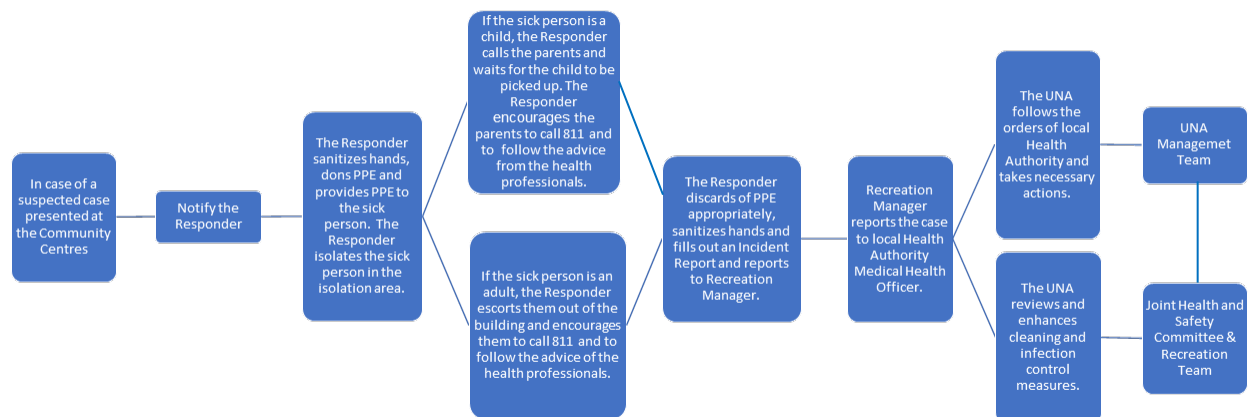 In case of a
suspected case
presented at
the Community
Centres
Notify the
Responder
The Responder
sanitizes hands,
dons PPE and
provides PPE to
the sick
person. The
Responder
isolates the sick
person in the
isolation area.
If the sick person is a
child, the Responder
calls the parents and
waits for the child to be
picked up. The
Responder
encourages the
parents to call 811 and
to follow the advice
from the health
professionals.
If the sick person is an
adult, the Responder
escorts them out of the
building and encourages
them to call 811 and to
follow the advice of the
health professionals.
The Responder
discards of PPE
appropriately,
sanitizes hands and
fills out an Incident
Report and reports
to Recreation
Manager.
Recreation
Manager
reports the case
to local Health
Authority
Medical Health
Officer.
The UNA
follows the
orders of local
Health
Authority and
takes necessary
actions.
The UNA
reviews and
enhances
cleaning and
infection
control
measures.
UNA
Managemet
Team
Joint Health and
Safety
Committee &
Recreation
Team